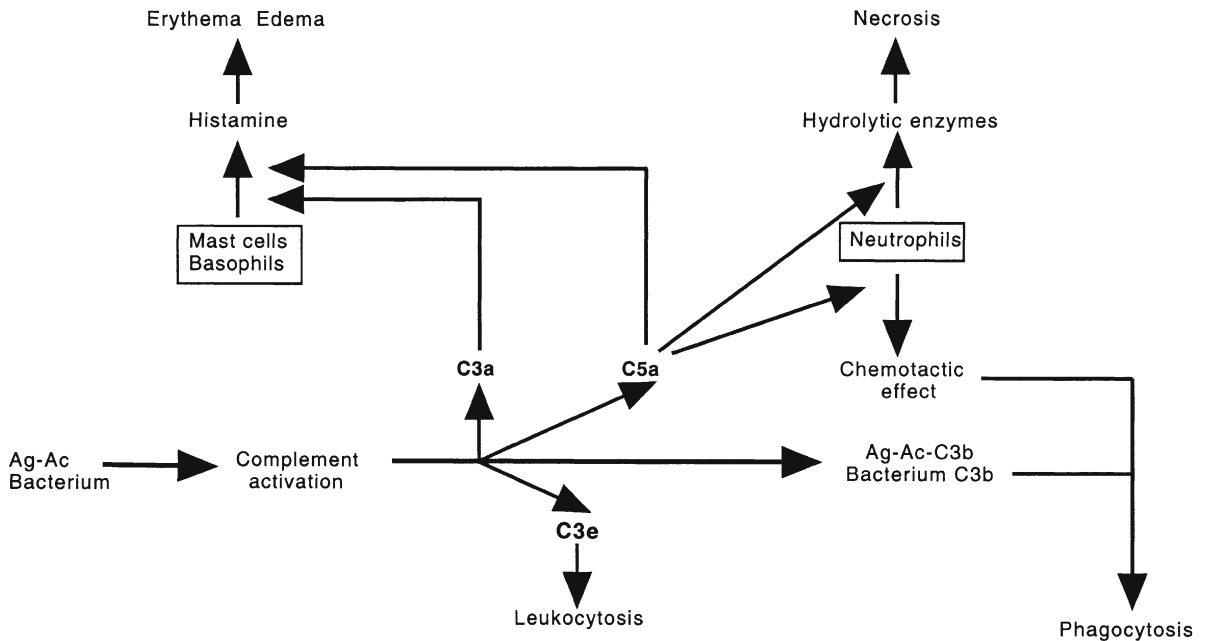 Erythema Edema
Necrosis
Histamine
Hydrolytic enzymes
Mast cells
Basophils
Neutrophils
C3a
C5a
Chemotactic
effect
Ag-Ac
Bacterium
Complement
activation
Ag-Ac-C3b
Bacterium C3b
C3e
Leukocytosis
Phagocytosis